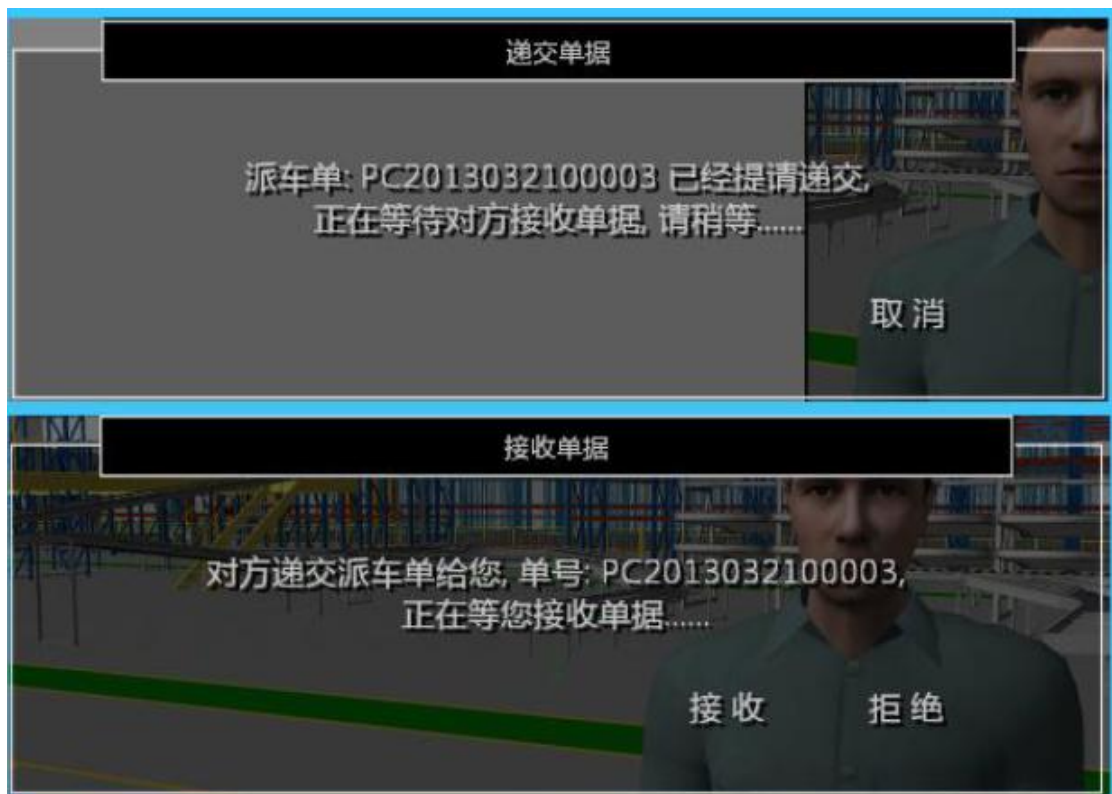 递交单据
派车单: PC2013032100003 已经提请递交,
正在等待对方接收单据, 请稍等......
取 消
接收单据
对方递交派车单给您, 单号: PC2013032100003,
正在等您接收单据......
接 收 拒 绝